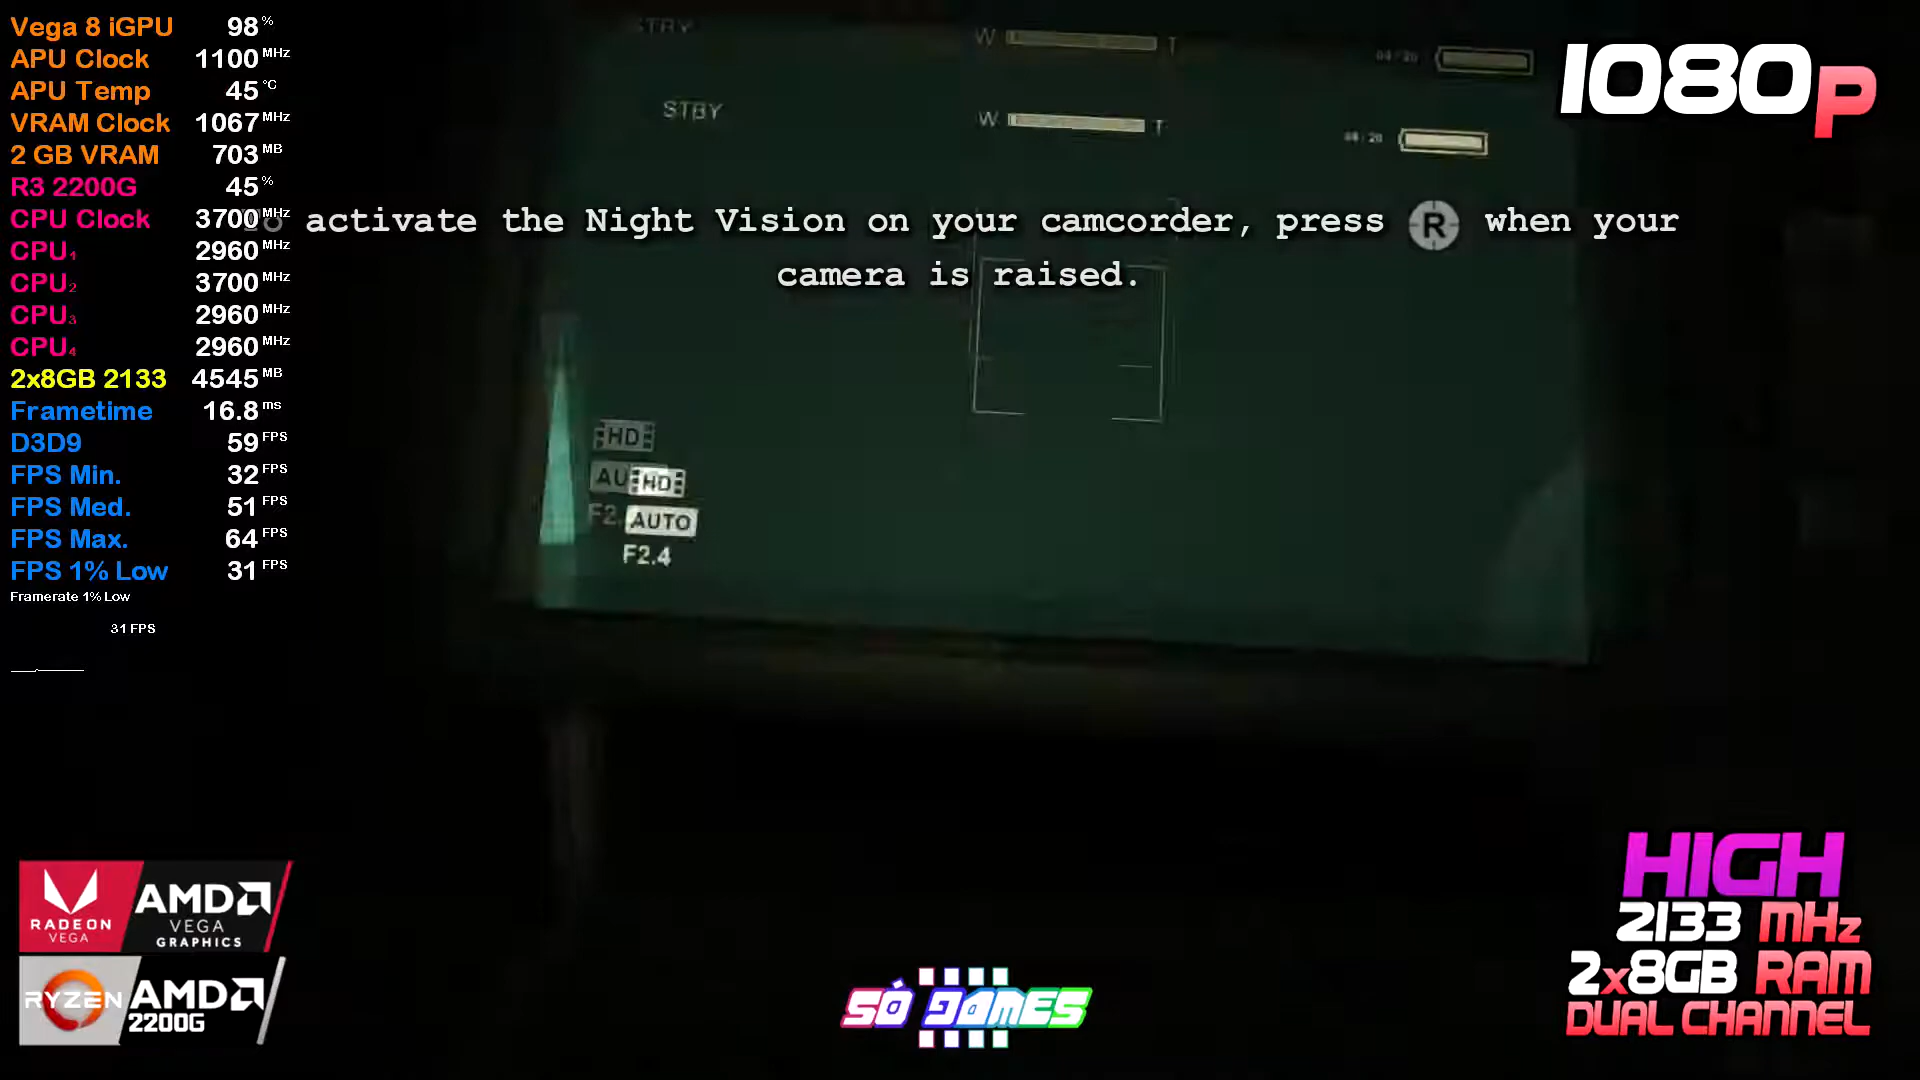 Vega 8 iGPU 98 %
APU Clock 1100 MHz
APU Temp 45 °C
VRAM Clock 1067 MHz
2 GB VRAM 703 MB
R3 2200G 45 %
CPU Clock 3700 MHz
CPU1 2960 MHz
CPU2 3700 MHz
CPU3 2960 MHz
CPU4 2960 MHz
2x8GB 2133 4545 MB
Frametime 16.8 ms
D3D9 59 FPS
FPS Min. 32 FPS
FPS Med. 51 FPS
FPS Max. 64 FPS
FPS 1% Low 31 FPS
Framerate 1% Low
31 FPS
STBY
W T
STBY
W T
1080p
activate the Night Vision on your camcorder, press R when your
camera is raised.
HD
AU HD
F2. AUTO
F2.4
RADEON
VEGA
AMD
VEGA
GRAPHICS
RYZEN AMD
2200G
SÓ GAMES
HIGH
2133 MHz
2x8GB RAM
DUAL CHANNEL